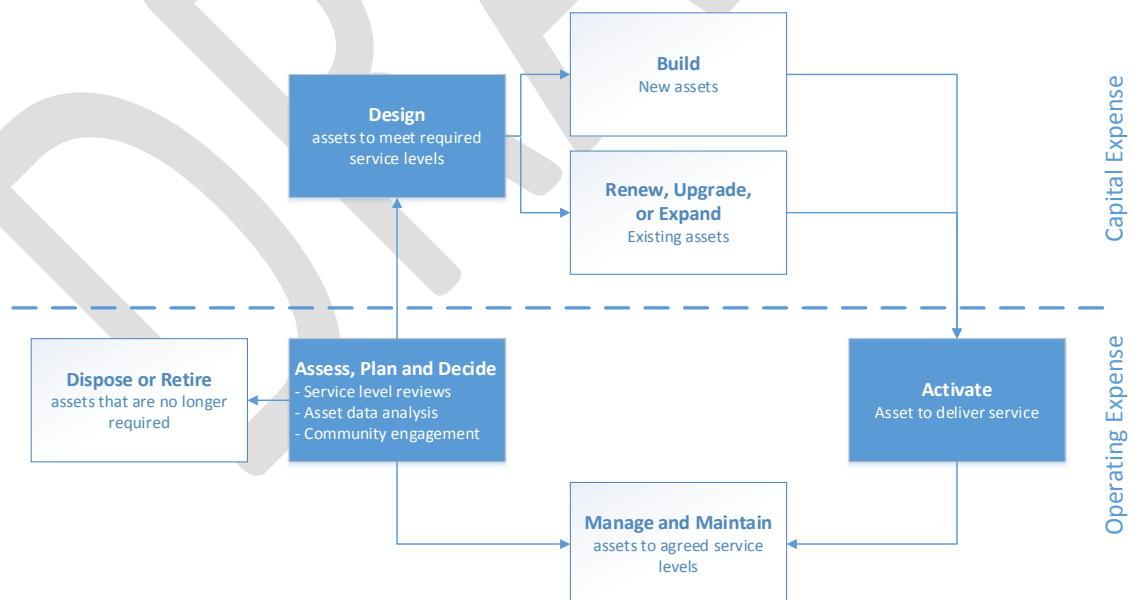 Build
New assets
Design
assets to meet required
service levels
Renew, Upgrade,
or Expand
Existing assets
Capital Expense
Dispose or Retire
assets that are no longer
required
Assess, Plan and Decide
- Service level reviews
- Asset data analysis
- Community engagement
Activate
Asset to deliver service
Operating Expense
Manage and Maintain
assets to agreed service
levels